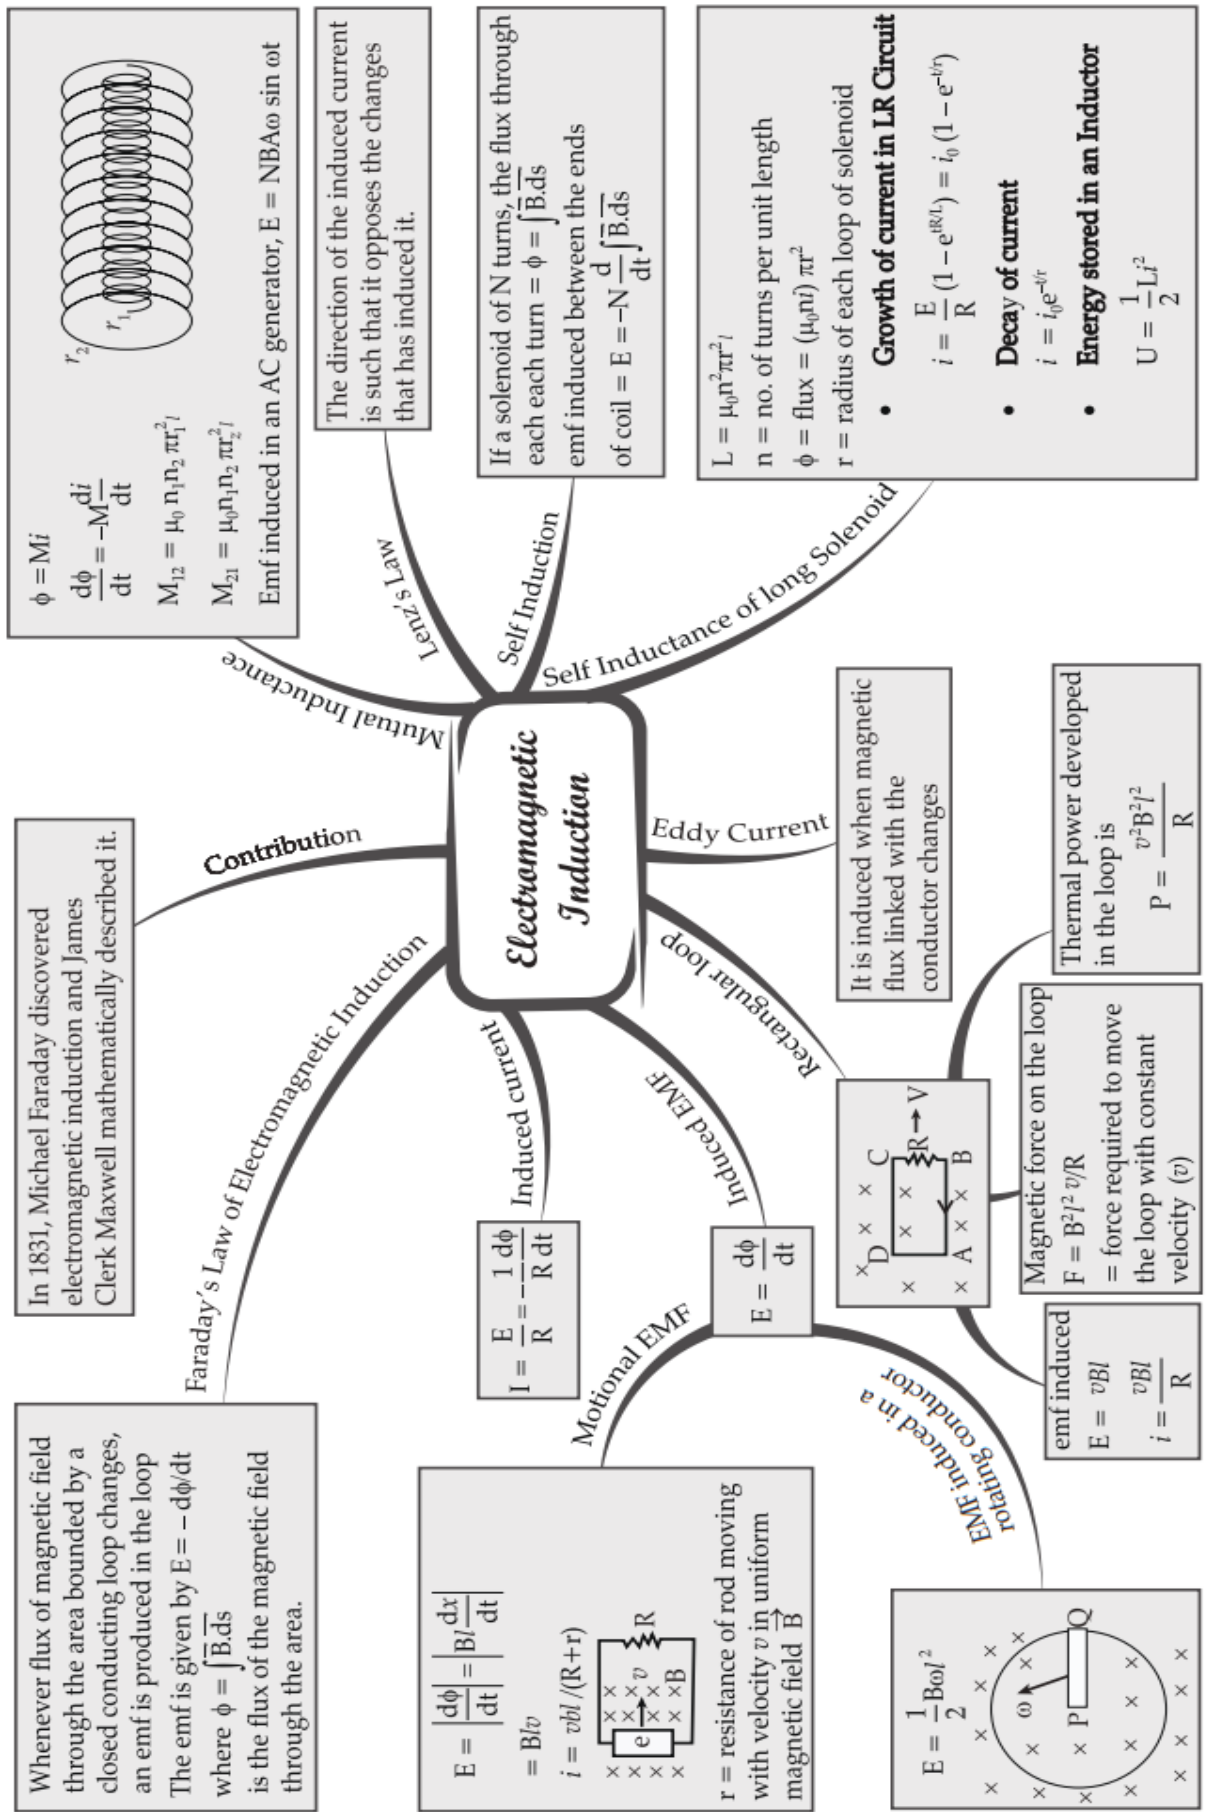 Electromagnetic
Induction
Mutual Inductance
ϕ = Mi
dϕ/dt = –M di/dt
M₁₂ = μ₀ n₁n₂ πr₁²l
M₂₁ = μ₀n₁n₂ πr₂²l
r₂
r₁
Emf induced in an AC generator, E = NBAω sin ωt
Lenz's Law
The direction of the induced current
is such that it opposes the changes
that has induced it.
Self Induction
If a solenoid of N turns, the flux through
each each turn = ϕ = ∫B.ds
emf induced between the ends
of coil = E = –N d/dt ∫B.ds
Self Inductance of long Solenoid
L = μ₀n²πr²l
n = no. of turns per unit length
ϕ = flux = (μ₀ni) πr²
r = radius of each loop of solenoid
• Growth of current in LR Circuit
i = E/R (1 – e^tR/L) = i₀ (1 – e^–t/r)
• Decay of current
i = i₀e^–t/r
• Energy stored in an Inductor
U = 1/2 Li²
Eddy Current
It is induced when magnetic
flux linked with the
conductor changes
Rectangular loop
× × ×
D C
× × × R → V
A × × B
×
Thermal power developed
in the loop is
P = v²B²l²/R
Magnetic force on the loop
F = B²l² v/R
= force required to move
the loop with constant
velocity (v)
emf induced
E = vBl
i = vBl/R
Induced EMF
E = dϕ/dt
EMF induced in a
rotating conductor
E = 1/2 Bωl²
ω
P
Q
Motional EMF
E = |dϕ/dt| = |Bl dx/dt|
= Blv
i = vbl /(R+r)
e
v
B
R
r = resistance of rod moving
with velocity v in uniform
magnetic field B
Induced current
I = E/R = – 1/R dϕ/dt
Faraday's Law of Electromagnetic Induction
Whenever flux of magnetic field
through the area bounded by a
closed conducting loop changes,
an emf is produced in the loop
The emf is given by E = – dϕ/dt
where ϕ = ∫B.ds
is the flux of the magnetic field
through the area.
Contribution
In 1831, Michael Faraday discovered
electromagnetic induction and James
Clerk Maxwell mathematically described it.